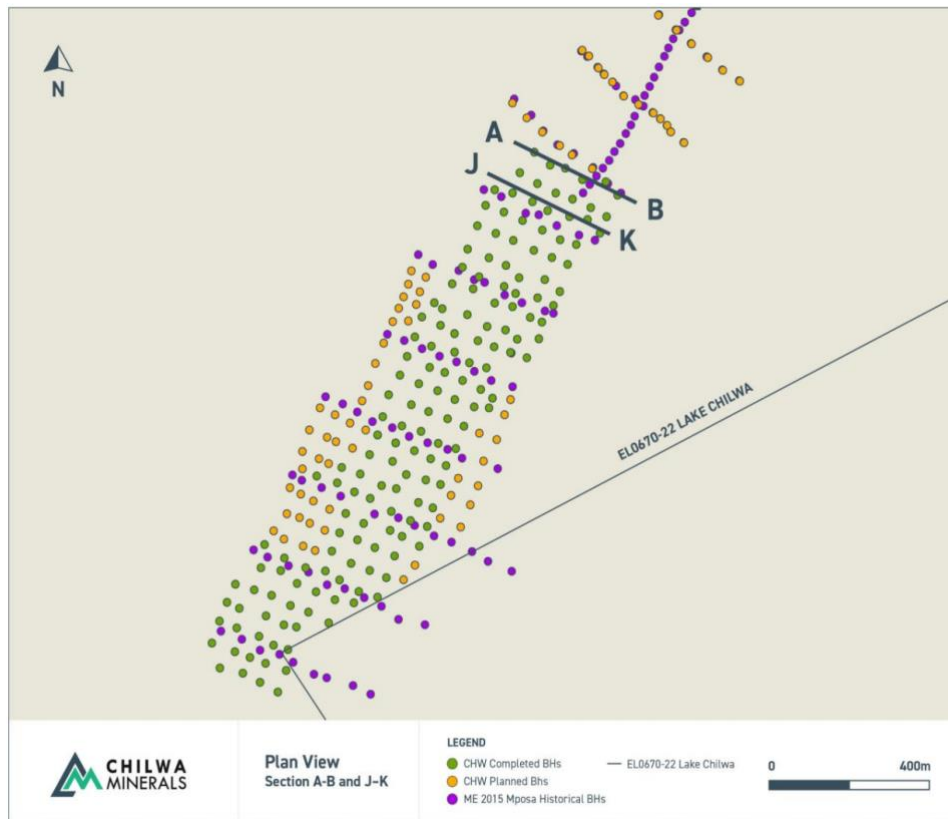 N
A
J
B
K
EL0670-22 LAKE CHILWA
CHILWA
MINERALS
Plan View
Section A-B and J-K
LEGEND
CHW Completed BHs
CHW Planned Bhs
ME 2015 Mposa Historical BHs
EL0670-22 Lake Chilwa
0 400m